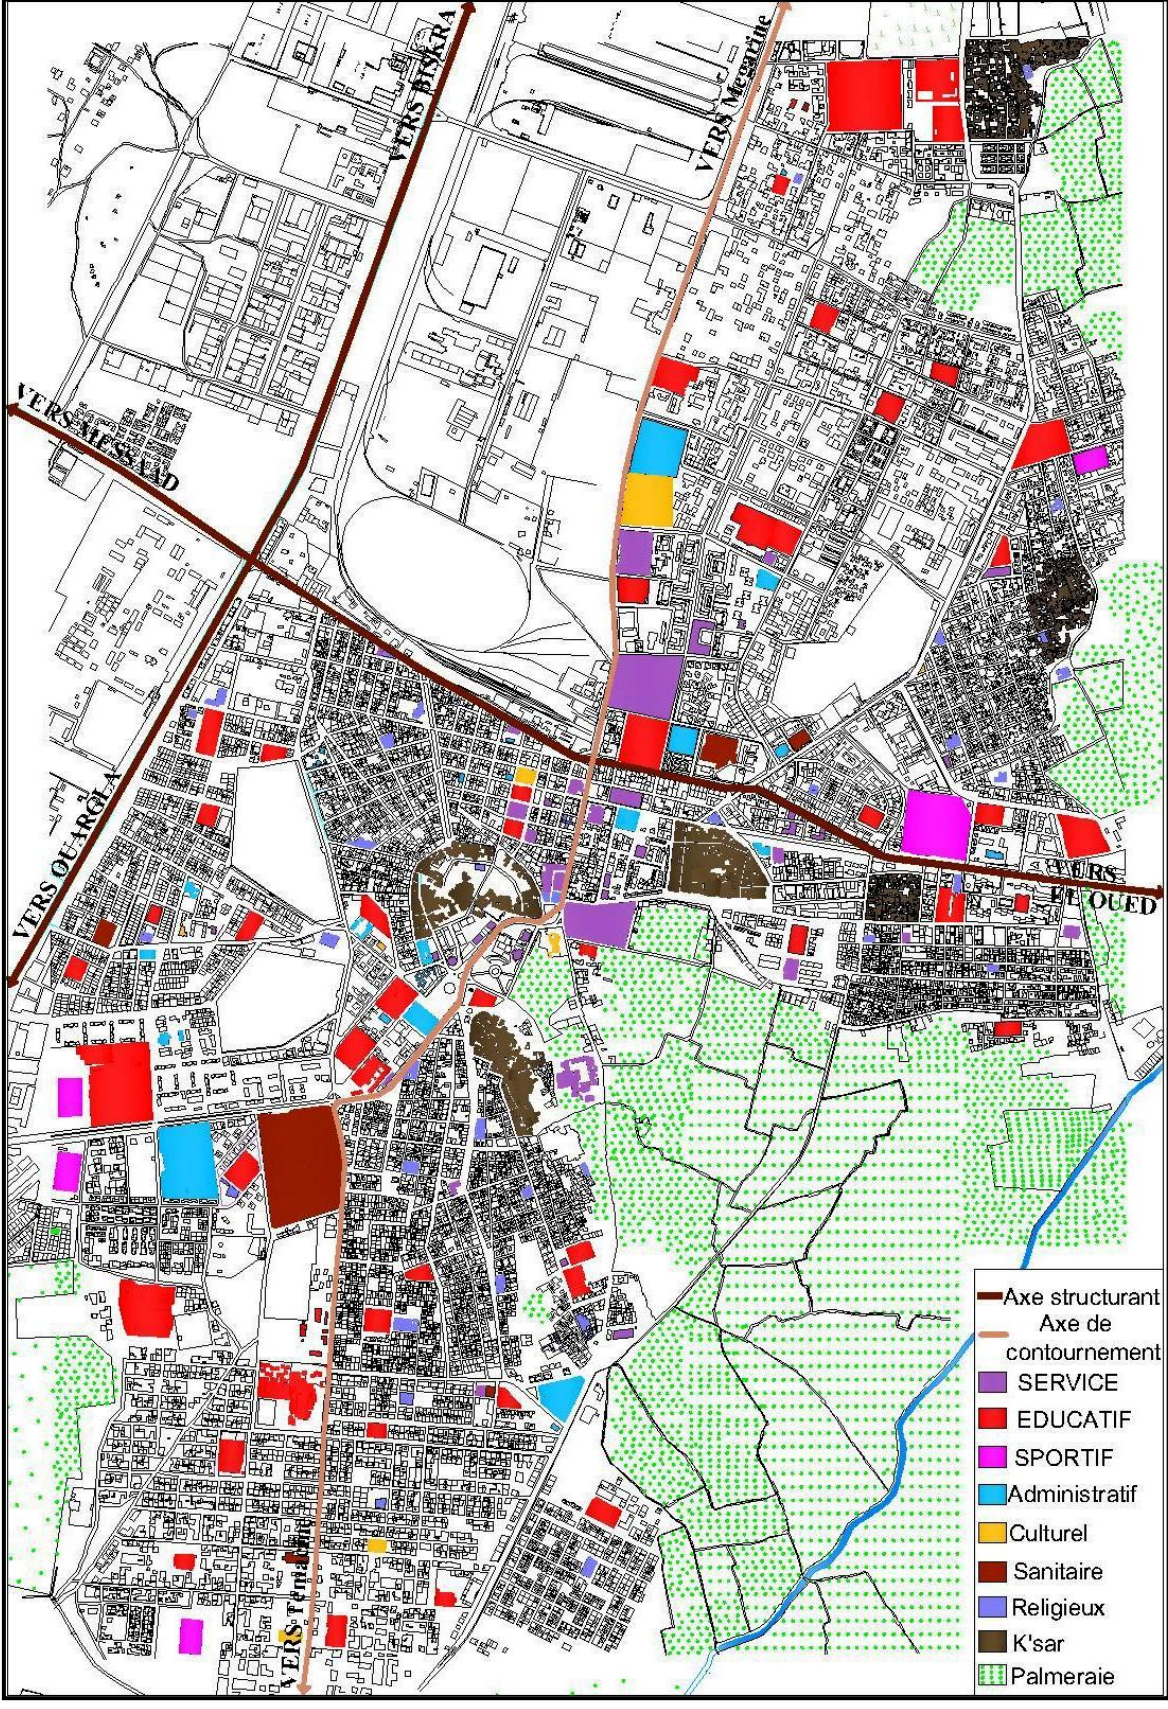 VERS BISKRA
VERS Megarine
VERS MESSAAD
VERS OUARGLA
VERS
EL OUED
VERS Temacine
Axe structurant
Axe de
contournement
SERVICE
EDUCATIF
SPORTIF
Administratif
Culturel
Sanitaire
Religieux
K'sar
Palmeraie